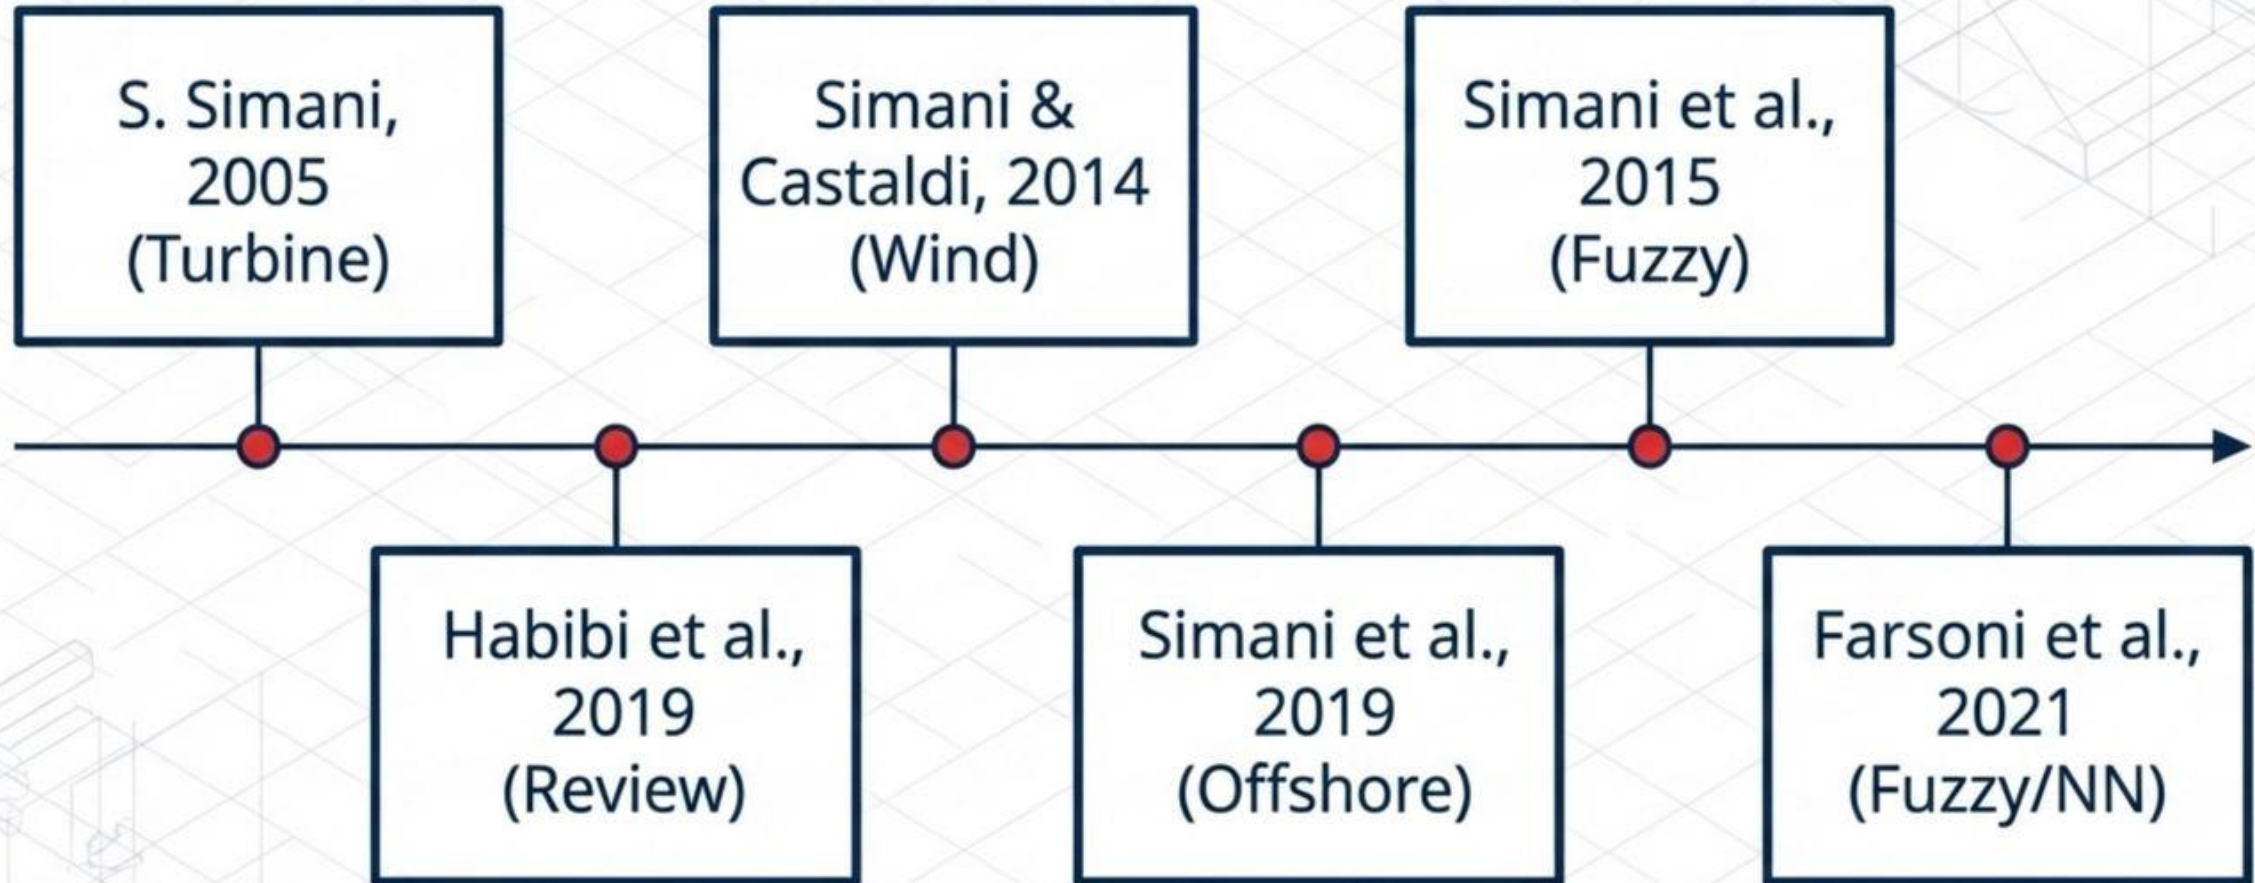 S. Simani,
2005
(Turbine)
Simani &
Castaldi, 2014
(Wind)
Simani et al.,
2015
(Fuzzy)
Habibi et al.,
2019
(Review)
Simani et al.,
2019
(Offshore)
Farsoni et al.,
2021
(Fuzzy/NN)